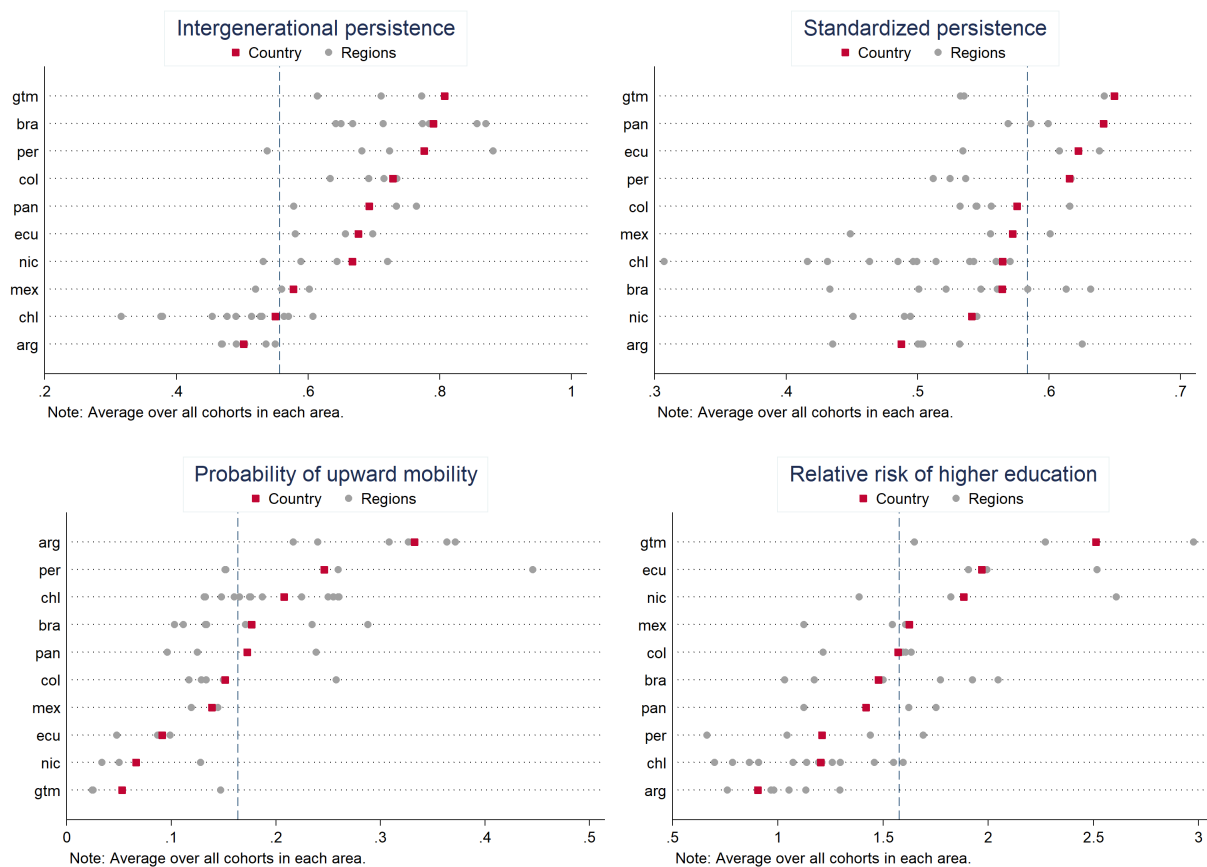 Intergenerational persistence
Country Regions
gtm
bra
per
col
pan
ecu
nic
mex
chl
arg
.2 .4 .6 .8 1
Note: Average over all cohorts in each area.
Standardized persistence
Country Regions
gtm
pan
ecu
per
col
mex
chl
bra
nic
arg
.3 .4 .5 .6 .7
Note: Average over all cohorts in each area.
Probability of upward mobility
Country Regions
arg
per
chl
bra
pan
col
mex
ecu
nic
gtm
0 .1 .2 .3 .4 .5
Note: Average over all cohorts in each area.
Relative risk of higher education
Country Regions
gtm
ecu
nic
mex
col
bra
pan
per
chl
arg
.5 1 1.5 2 2.5 3
Note: Average over all cohorts in each area.